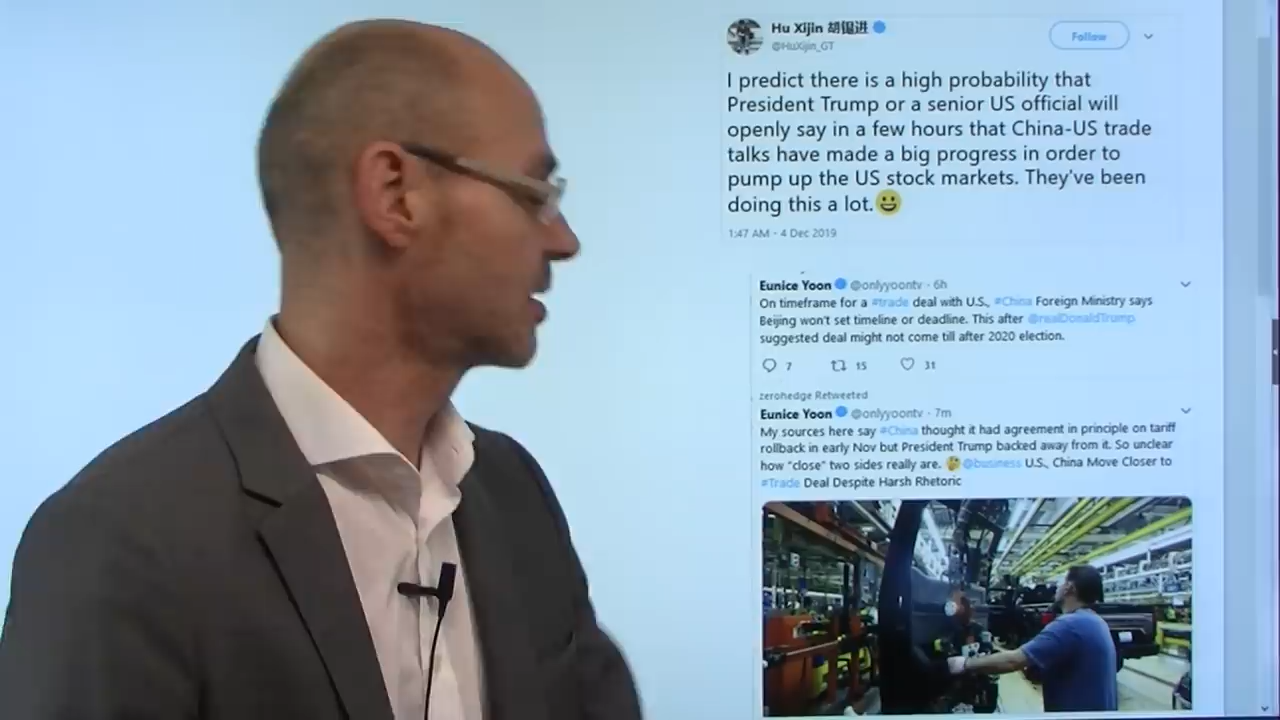 Hu Xijin 胡锡进
@HuXijin_GT
Follow
I predict there is a high probability that
President Trump or a senior US official will
openly say in a few hours that China-US trade
talks have made a big progress in order to
pump up the US stock markets. They've been
doing this a lot.😀
1:47 AM - 4 Dec 2019
Eunice Yoon @onlyyoontv · 6h
On timeframe for a #trade deal with U.S., #China Foreign Ministry says
Beijing won't set timeline or deadline. This after @realDonaldTrump
suggested deal might not come till after 2020 election.
7 15 31
zerohedge Retweeted
Eunice Yoon @onlyyoontv · 7m
My sources here say #China thought it had agreement in principle on tariff
rollback in early Nov but President Trump backed away from it. So unclear
how "close" two sides really are. 🤔@business U.S., China Move Closer to
#Trade Deal Despite Harsh Rhetoric